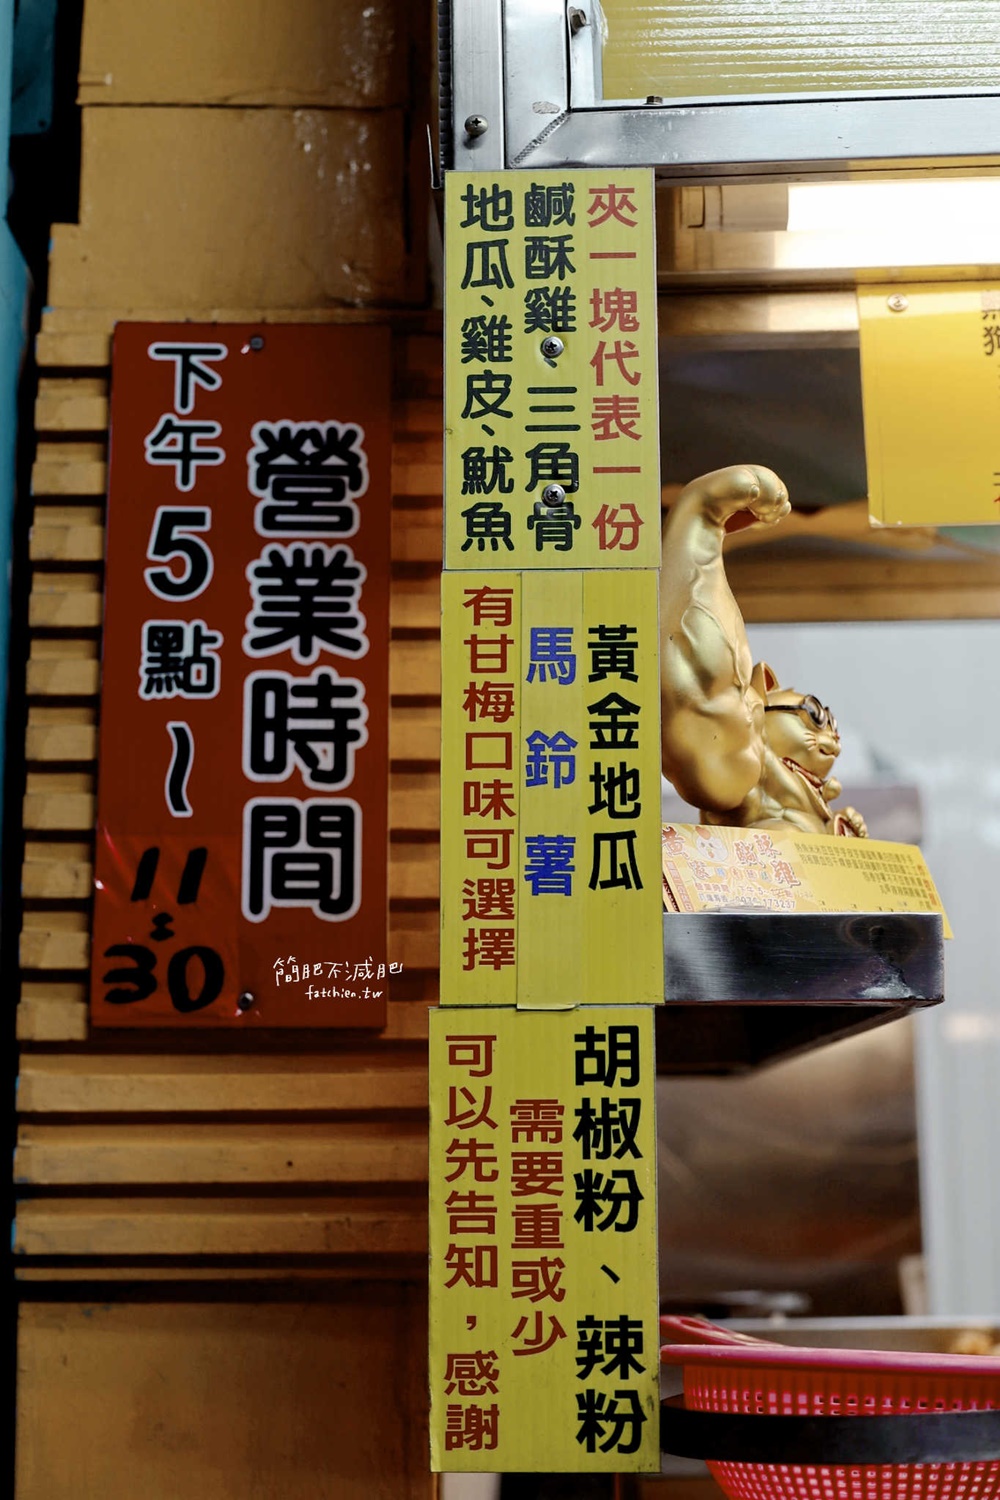 營業時間
下午5點~
11:30
夾一塊代表一份
鹹酥雞、三角骨
地瓜、雞皮、魷魚
黃金地瓜
馬鈴薯
有甘梅口味可選擇
胡椒粉、辣粉
需要重或少
可以先告知，感謝
簡肥不減肥
fatchien.tw